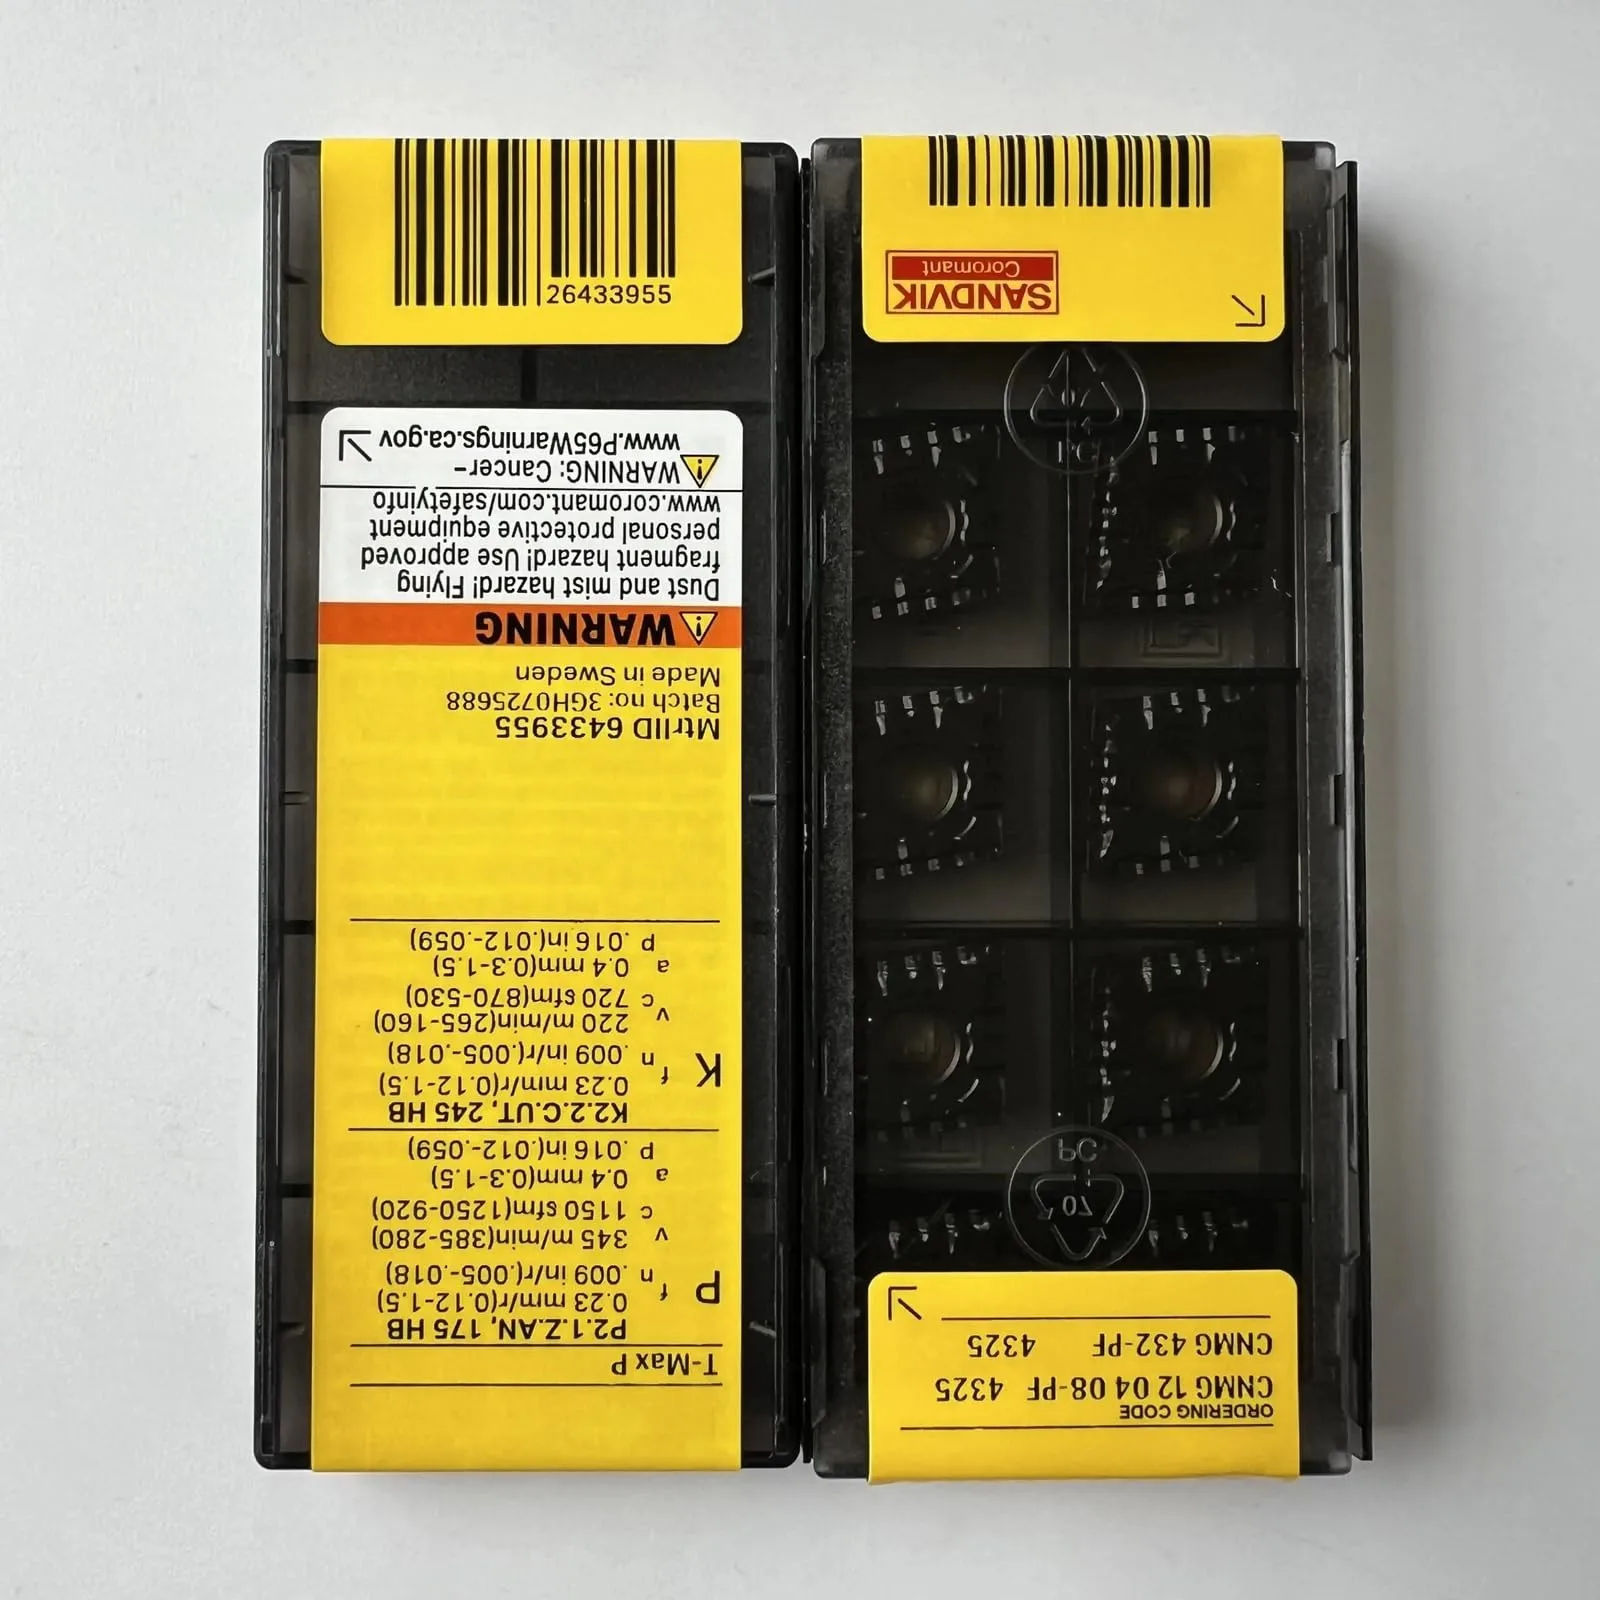 26433955
T-Max P
P2.1.Z.AN, 175 HB
P f 0.23 mm/r(0.12-1.5)
n .009 in/r(.005-.018)
v 345 m/min(385-280)
c 1150 sfm(1250-920)
a 0.4 mm(0.3-1.5)
p .016 in(.012-.059)
K2.2.C.UT, 245 HB
K f 0.23 mm/r(0.12-1.5)
n .009 in/r(.005-.018)
v 220 m/min(265-160)
c 720 sfm(870-530)
a 0.4 mm(0.3-1.5)
p .016 in(.012-.059)
MtrlID 6433955
Batch no: 3GH0725688
Made in Sweden
WARNING
Dust and mist hazard! Flying
fragment hazard! Use approved
personal protective equipment
www.coromant.com/safetyinfo
WARNING: Cancer-
www.P65Warnings.ca.gov
ORDERING CODE
CNMG 12 04 08-PF 4325
CNMG 432-PF 4325
07
PC
PC
SANDVIK
Coromant